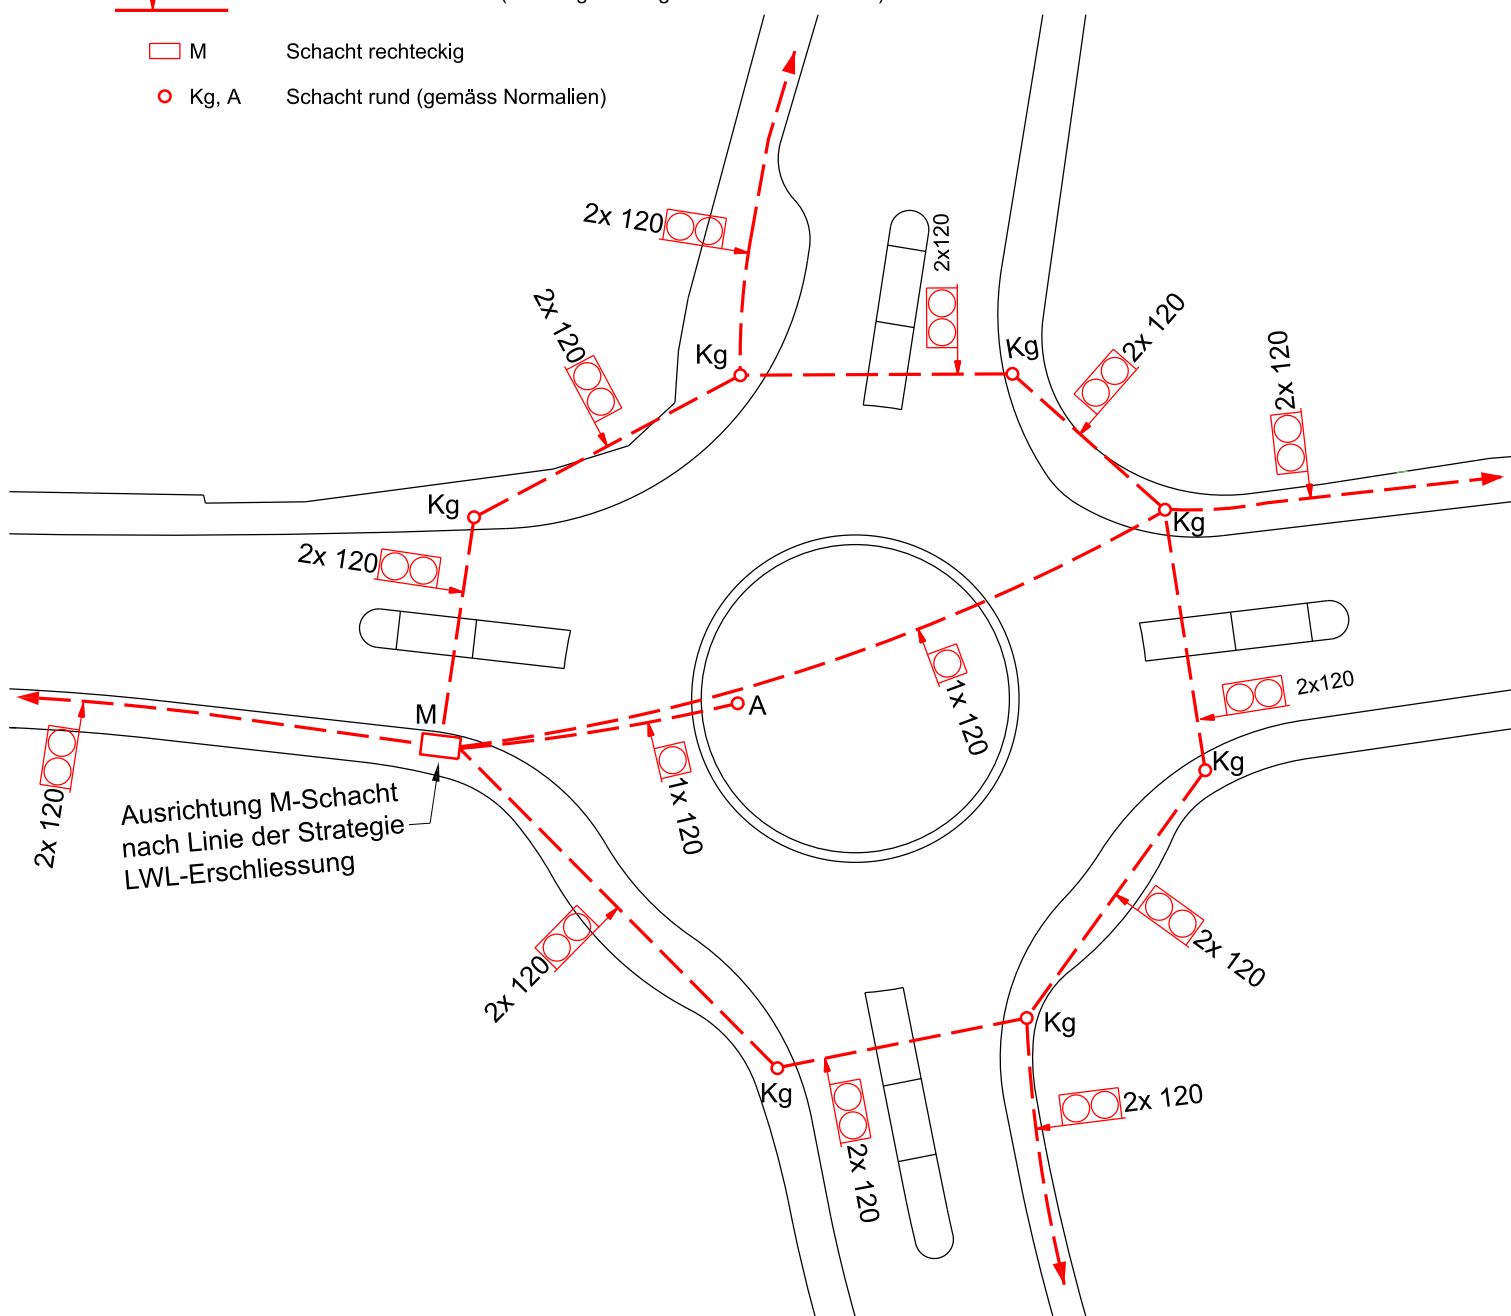 M Schacht rechteckig
Kg, A Schacht rund (gemäss Normalien)
2x 120
2x120
2x 120
2x 120
Kg
Kg
2x 120
Kg
Kg
2x 120
2x120
M
A
1x 120
Kg
2x 120
Ausrichtung M-Schacht
nach Linie der Strategie
LWL-Erschliessung
1x 120
2x 120
2x 120
Kg
Kg
2x 120
2x 120